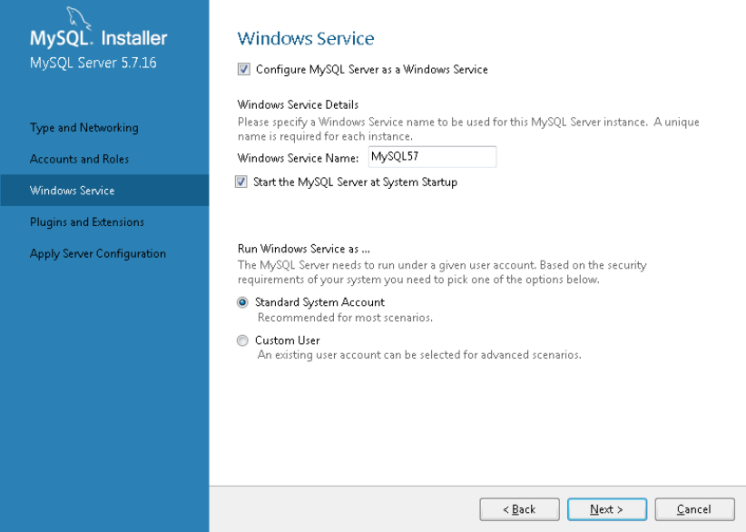 MySQL. Installer
MySQL Server 5.7.16
Type and Networking
Accounts and Roles
Windows Service
Plugins and Extensions
Apply Server Configuration
Windows Service
Configure MySQL Server as a Windows Service
Windows Service Details
Please specify a Windows Service name to be used for this MySQL Server instance. A unique
name is required for each instance.
Windows Service Name: MySQL57
Start the MySQL Server at System Startup
Run Windows Service as ...
The MySQL Server needs to run under a given user account. Based on the security
requirements of your system you need to pick one of the options below.
Standard System Account
Recommended for most scenarios.
Custom User
An existing user account can be selected for advanced scenarios.
< Back Next > Cancel